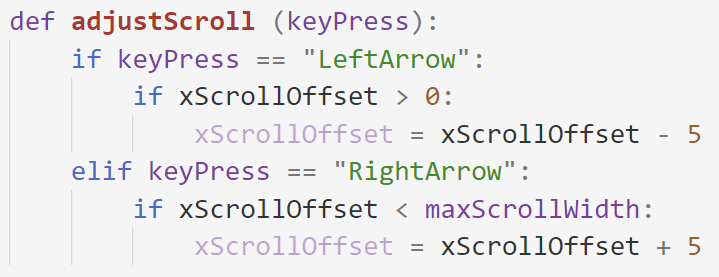 def adjustScroll (keyPress):
    if keyPress == "LeftArrow":
        if xScrollOffset > 0:
            xScrollOffset = xScrollOffset - 5
    elif keyPress == "RightArrow":
        if xScrollOffset < maxScrollWidth:
            xScrollOffset = xScrollOffset + 5